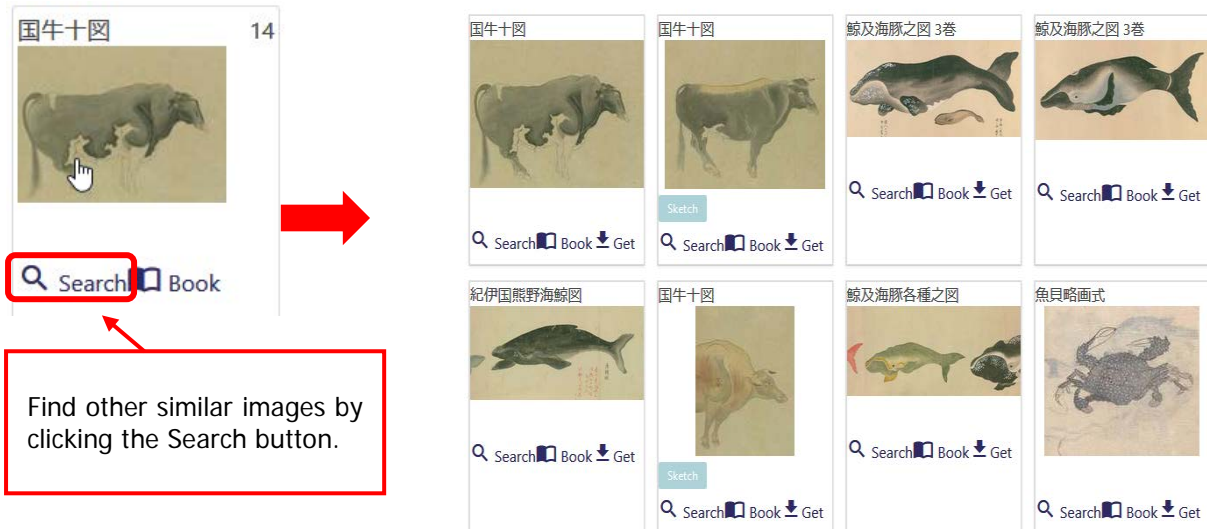 国牛十図 14
Search Book
Find other similar images by
clicking the Search button.
国牛十図
Search Book Get
国牛十図
Sketch
Search Book Get
鯨及海豚之図 3巻
Search Book Get
鯨及海豚之図 3巻
Search Book Get
紀伊国熊野海鯨図
Search Book Get
国牛十図
Sketch
Search Book Get
鯨及海豚各種之図
Search Book Get
魚貝略画式
Search Book Get